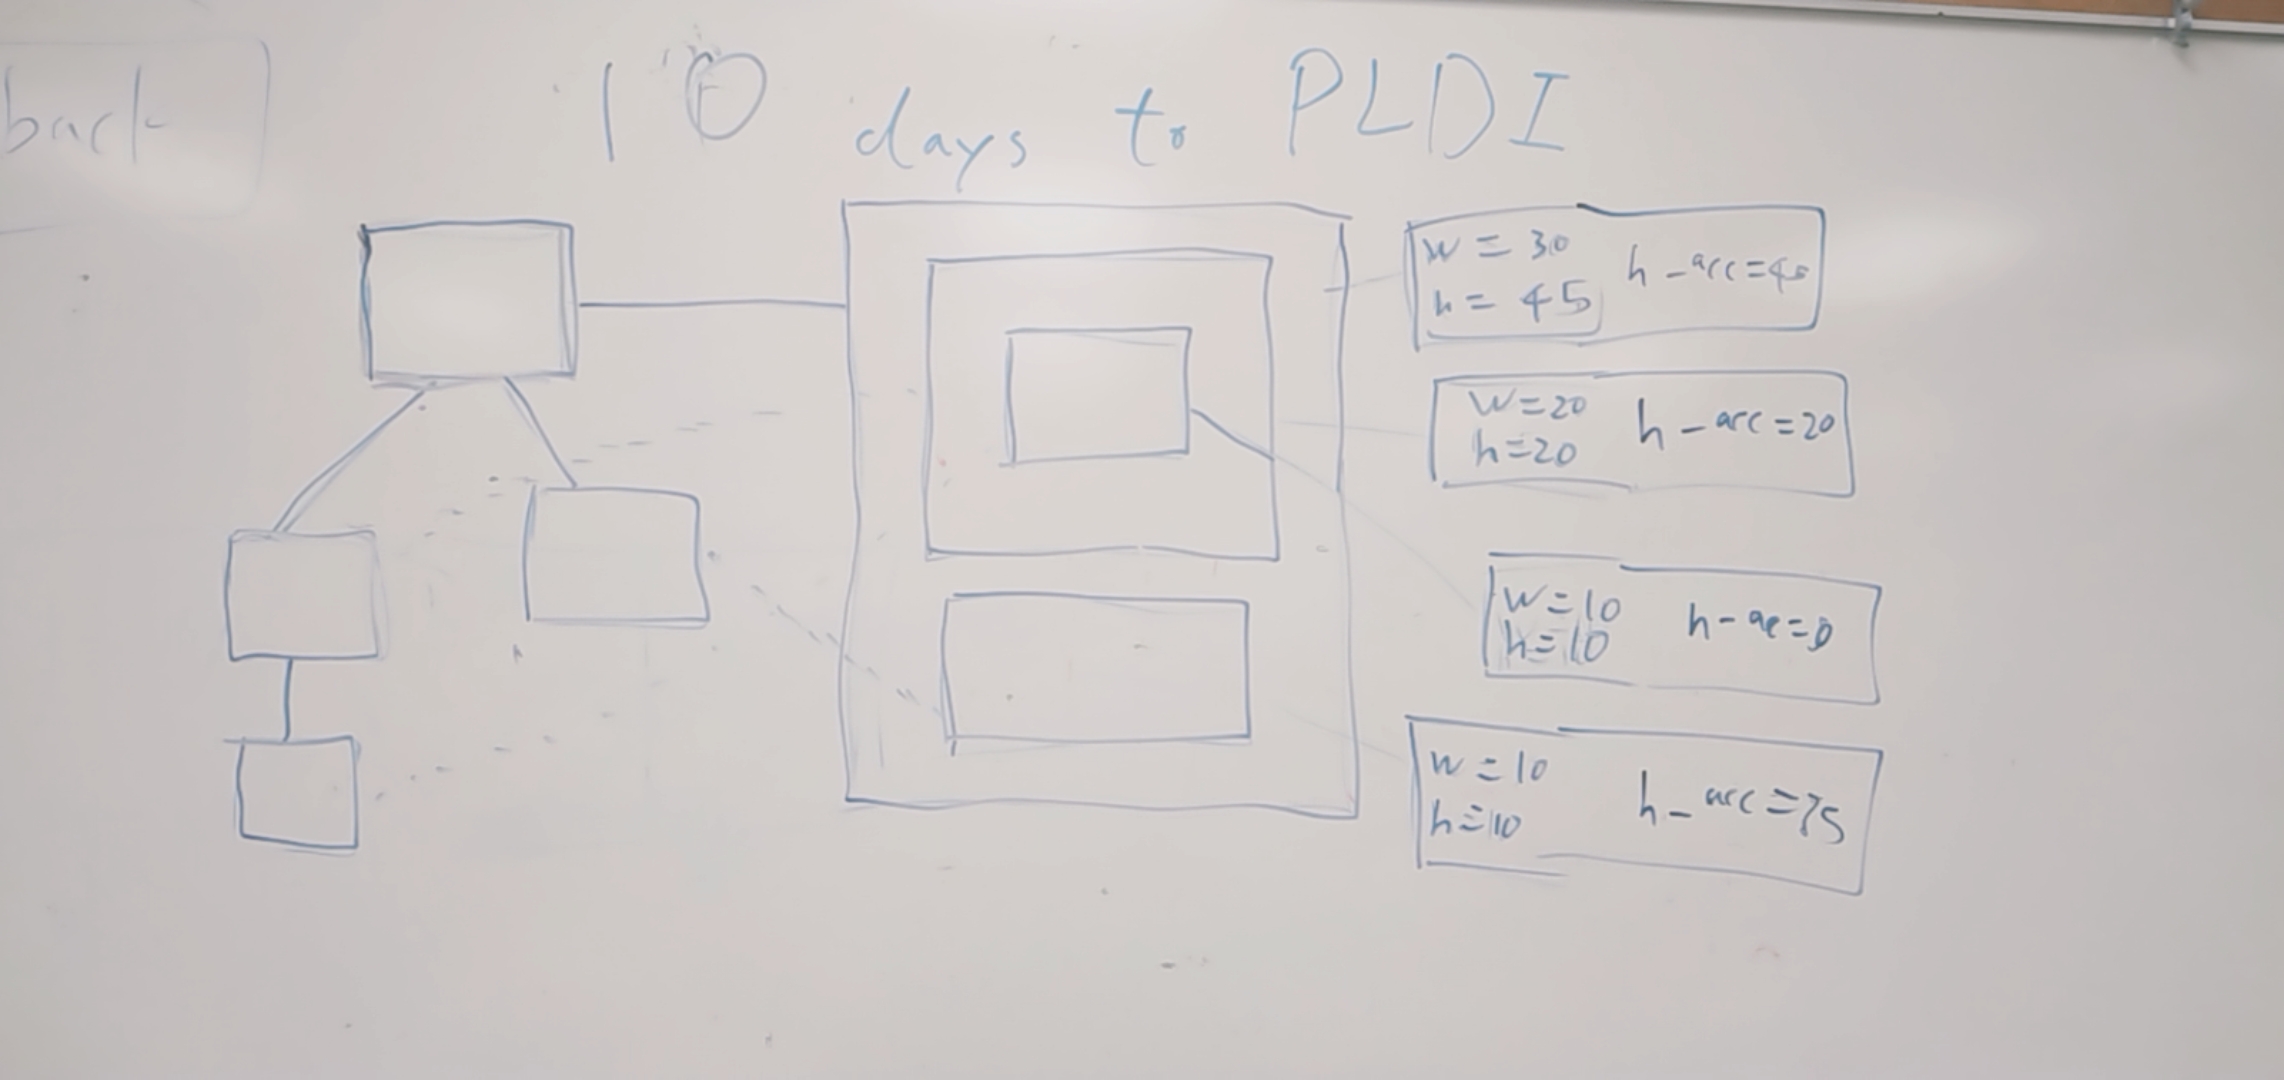 back
10 days to PLDI
w = 30
h = 45
h-acc=45
w=20
h=20
h-acc=20
w=10
h=10
h-ac=0
w=10
h=10
h-acc=75